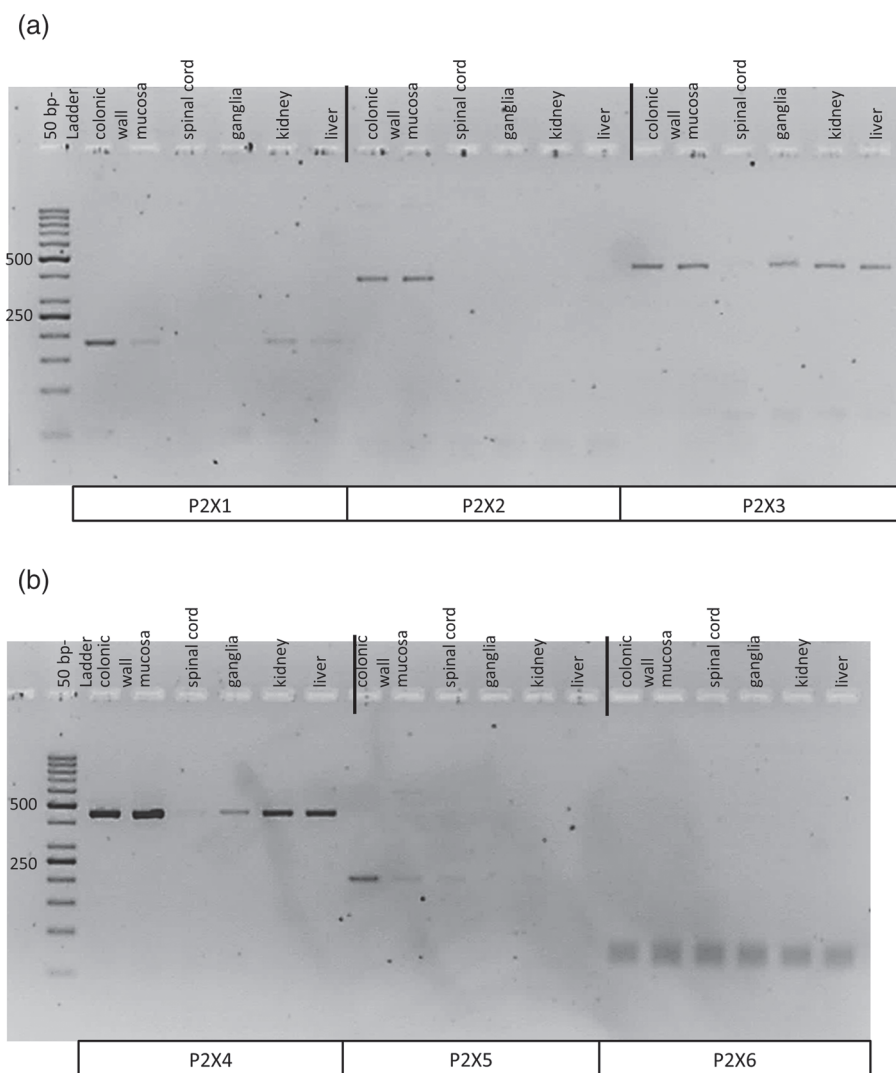 (a)
50 bp-
Ladder
colonic
wall
mucosa
spinal cord
ganglia
kidney
liver
colonic
wall
mucosa
spinal cord
ganglia
kidney
liver
colonic
wall
mucosa
spinal cord
ganglia
kidney
liver
500
250
P2X1
P2X2
P2X3
(b)
50 bp-
Ladder
colonic
wall
mucosa
spinal cord
ganglia
kidney
liver
colonic
wall
mucosa
spinal cord
ganglia
kidney
liver
colonic
wall
mucosa
spinal cord
ganglia
kidney
liver
500
250
P2X4
P2X5
P2X6